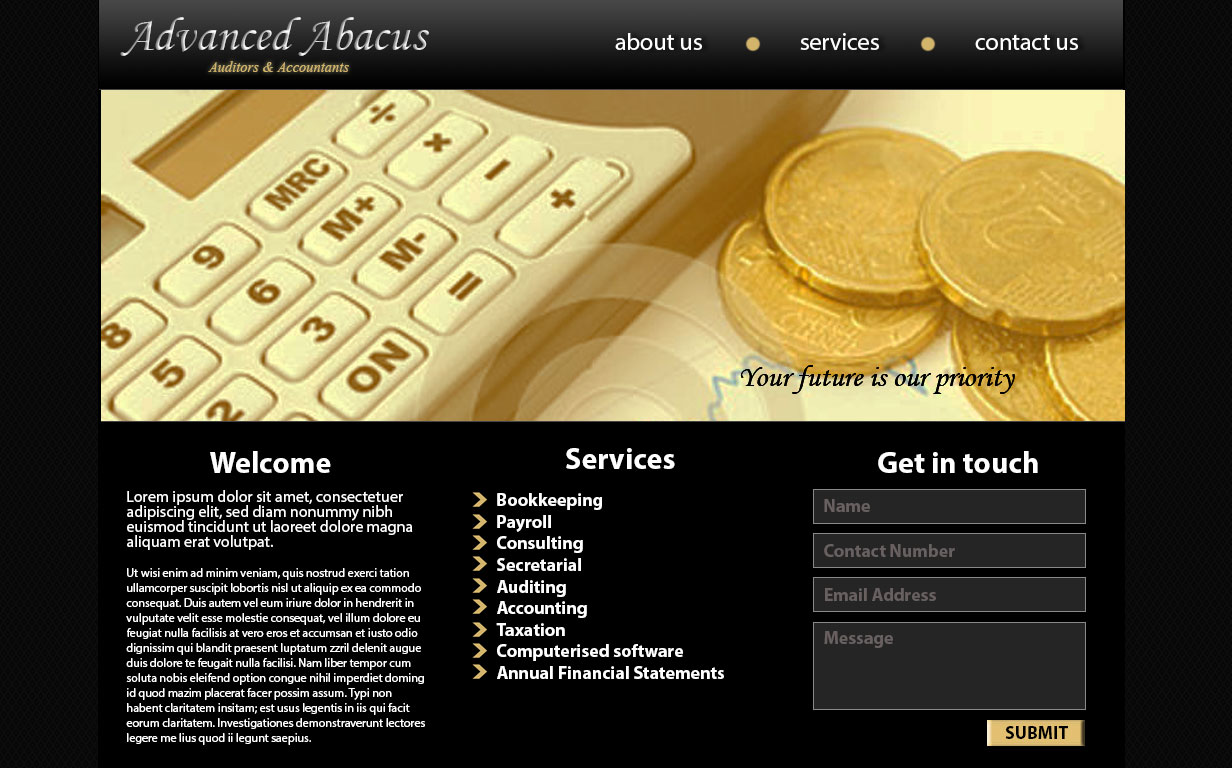 Advanced Abacus
Auditors & Accountants
about us
services
contact us
÷
×
-
+
MRC
M+
M-
=
9
6
3
ON
8
5
2
Your future is our priority
Welcome
Lorem ipsum dolor sit amet, consectetuer
adipiscing elit, sed diam nonummy nibh
euismod tincidunt ut laoreet dolore magna
aliquam erat volutpat.
Ut wisi enim ad minim veniam, quis nostrud exerci tation
ullamcorper suscipit lobortis nisl ut aliquip ex ea commodo
consequat. Duis autem vel eum iriure dolor in hendrerit in
vulputate velit esse molestie consequat, vel illum dolore eu
feugiat nulla facilisis at vero eros et accumsan et iusto odio
dignissim qui blandit praesent luptatum zzril delenit augue
duis dolore te feugait nulla facilisi. Nam liber tempor cum
soluta nobis eleifend option congue nihil imperdiet doming
id quod mazim placerat facer possim assum. Typi non
habent claritatem insitam; est usus legentis in iis qui facit
eorum claritatem. Investigationes demonstraverunt lectores
legere me lius quod ii legunt saepius.
Services
Bookkeeping
Payroll
Consulting
Secretarial
Auditing
Accounting
Taxation
Computerised software
Annual Financial Statements
Get in touch
Name
Contact Number
Email Address
Message
SUBMIT